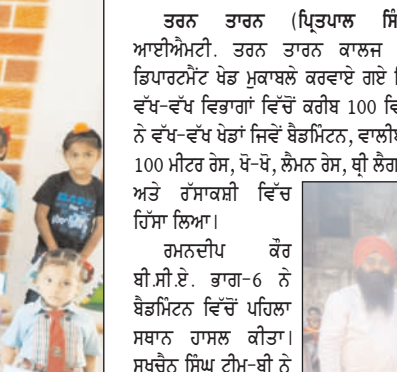 ਤਰਨ ਤਾਰਨ (ਪ੍ਰਿਤਪਾਲ
ਆਈਐਮਟੀ. ਤਰਨ ਤਾਰਨ ਕਾਲਜ
ਡਿਪਾਰਟਮੈਂਟ ਖੇਡ ਮੁਕਾਬਲੇ ਕਰਵਾਏ ਗਏ
ਵੱਖ-ਵੱਖ ਵਿਭਾਗਾਂ ਵਿੱਚੋਂ ਕਰੀਬ 100
ਨੇ ਵੱਖ-ਵੱਖ ਖੇਡਾਂ ਜਿਵੇਂ ਬੈਡਮਿੰਟਨ,
100 ਮੀਟਰ ਰੇਸ, ਖੋ-ਖੋ, ਲੈਮਨ ਰੇਸ, ਥ੍ਰੀ ਲੈਗ
ਅਤੇ ਰੱਸਾਕਸ਼ੀ ਵਿੱਚ
ਹਿੱਸਾ ਲਿਆ।
ਰਮਨਦੀਪ ਕੌਰ
ਬੀ.ਸੀ.ਏ. ਭਾਗ-6 ਨੇ
ਬੈਡਮਿੰਟਨ ਵਿੱਚੋਂ ਪਹਿਲਾ
ਸਥਾਨ ਹਾਸਲ ਕੀਤਾ।
ਸੁਖਚੈਨ ਸਿੰਘ ਟੀਮ-ਬੀ ਨੇ